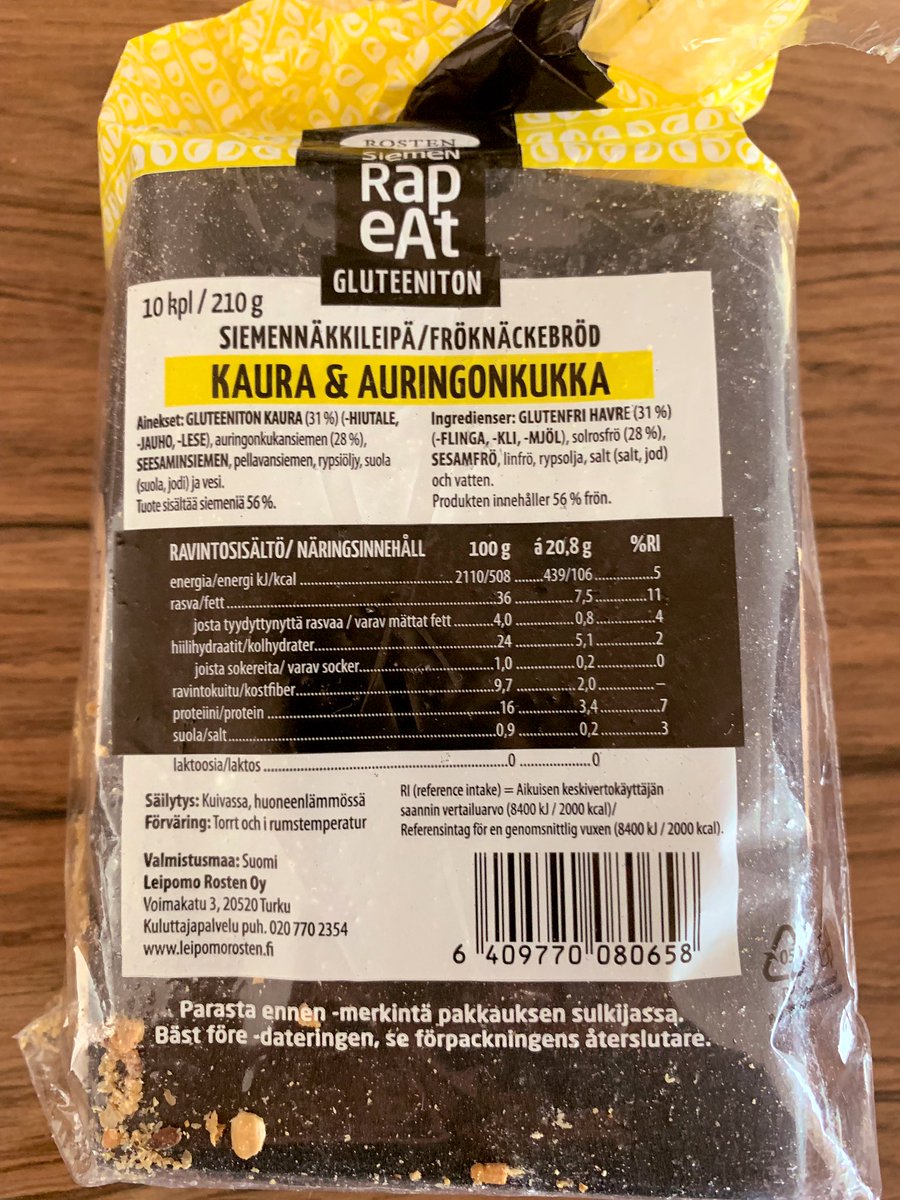 ROSTEN
SiemeN
Rap
eAt
GLUTEENITON
10 kpl / 210 g
SIEMENNÄKKILEIPÄ/FRÖKNÄCKEBRÖD
KAURA & AURINGONKUKKA
Ainekset: GLUTEENITON KAURA (31 %) (-HIUTALE,
-JAUHO, -LESE), auringonkukansiemen (28 %),
SEESAMINSIEMEN, pellavansiemen, rypsiöljy, suola
(suola, jodi) ja vesi.
Tuote sisältää siemeniä 56 %.
Ingredienser: GLUTENFRI HAVRE (31 %)
(-FLINGA, -KLI, -MJÖL), solrosfrö (28 %),
SESAMFRÖ, linfrö, rypsolja, salt (salt, jod)
och vatten.
Produkten innehåller 56 % frön.
RAVINTOSISÄLTÖ/ NÄRINGSINNEHÅLL 100 g á 20,8 g %RI
energia/energi kJ/kcal 2110/508 439/106 5
rasva/fett 36 7,5 11
josta tyydyttynyttä rasvaa / varav mättat fett 4,0 0,8 4
hiilihydraatit/kolhydrater 24 5,1 2
joista sokereita/ varav socker 1,0 0,2 0
ravintokuitu/kostfiber 9,7 2,0 –
proteiini/protein 16 3,4 7
suola/salt 0,9 0,2 3
laktoosia/laktos 0 0
Säilytys: Kuivassa, huoneenlämmössä
Förväring: Torrt och i rumstemperatur
RI (reference intake) = Aikuisen keskivertokäyttäjän
saannin vertailuarvo (8400 kJ / 2000 kcal)/
Referensintag för en genomsnittlig vuxen (8400 kJ / 2000 kcal).
Valmistusmaa: Suomi
Leipomo Rosten Oy
Voimakatu 3, 20520 Turku
Kuluttajapalvelu puh. 020 770 2354
www.leipomorosten.fi
6 409770 080658
05
Parasta ennen -merkintä pakkauksen sulkijassa.
Bäst före -dateringen, se förpackningens återslutare.